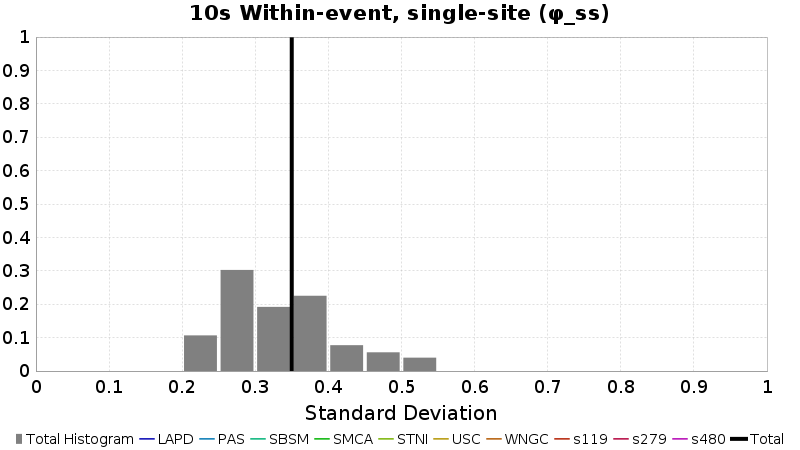 10s Within-event, single-site (φ_ss)
1
0.9
0.8
0.7
0.6
0.5
0.4
0.3
0.2
0.1
0
0 0.1 0.2 0.3 0.4 0.5 0.6 0.7 0.8 0.9 1
Standard Deviation
Total Histogram LAPD PAS SBSM SMCA STNI USC WNGC s119 s279 s480 Total